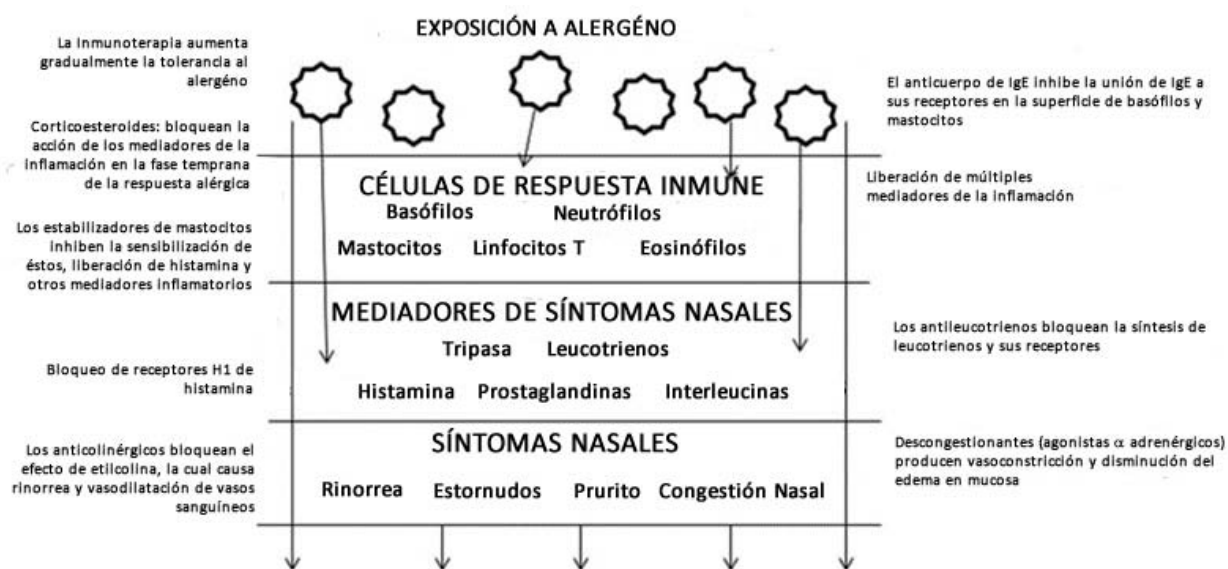 EXPOSICIÓN A ALERGÉNO
La Inmunoterapia aumenta
gradualmente la tolerancia al
alergéno
El anticuerpo de IgE inhibe la unión de IgE a
sus receptores en la superficie de basófilos y
mastocitos
Corticoesteroides: bloquean la
acción de los mediadores de la
inflamación en la fase temprana
de la respuesta alérgica
CÉLULAS DE RESPUESTA INMUNE
Basófilos Neutrófilos
Mastocitos Linfocitos T Eosinófilos
Liberación de múltiples
mediadores de la inflamación
Los estabilizadores de mastocitos
inhiben la sensibilización de
éstos, liberación de histamina y
otros mediadores inflamatorios
MEDIADORES DE SÍNTOMAS NASALES
Tripasa Leucotrienos
Histamina Prostaglandinas Interleucinas
Los antileucotrienos bloquean la síntesis de
leucotrienos y sus receptores
Bloqueo de receptores H1 de
histamina
SÍNTOMAS NASALES
Rinorrea Estornudos Prurito Congestión Nasal
Los anticolinérgicos bloquean el
efecto de etilcolina, la cual causa
rinorrea y vasodilatación de vasos
sanguíneos
Descongestionantes (agonistas α adrenérgicos)
producen vasoconstricción y disminución del
edema en mucosa